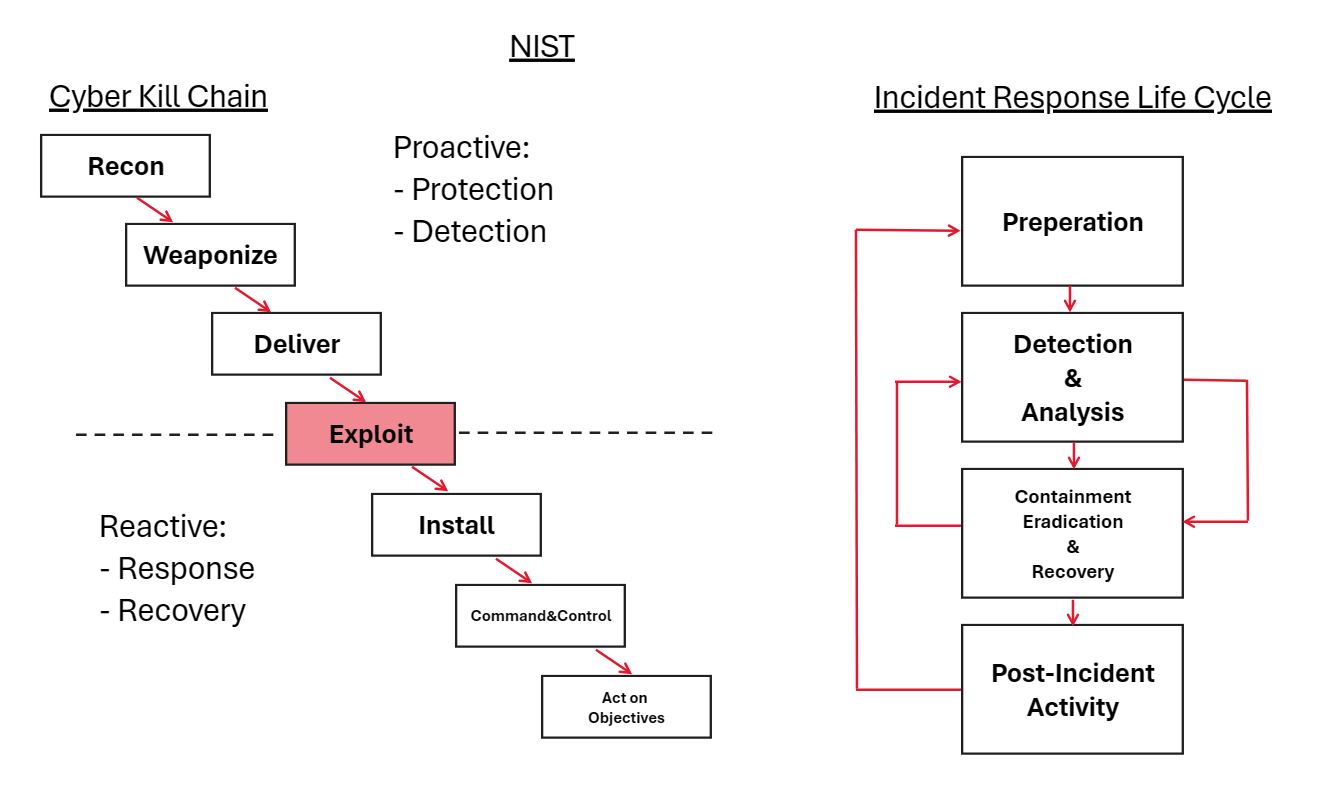 NIST
Cyber Kill Chain
Recon
Weaponize
Deliver
Exploit
Install
Command&Control
Act on
Objectives
Proactive:
- Protection
- Detection
Reactive:
- Response
- Recovery
Incident Response Life Cycle
Preperation
Detection
&
Analysis
Containment
Eradication
&
Recovery
Post-Incident
Activity